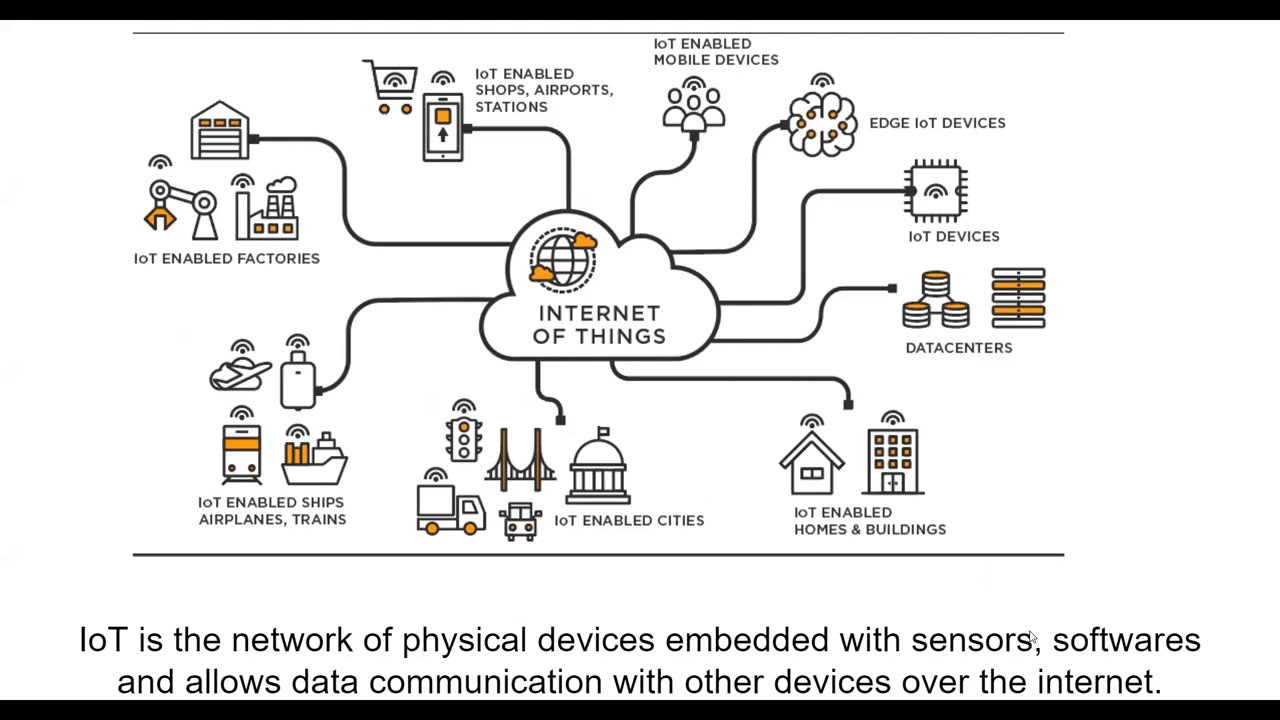 IoT ENABLED
MOBILE DEVICES
IoT ENABLED
SHOPS, AIRPORTS,
STATIONS
EDGE IoT DEVICES
IoT DEVICES
IoT ENABLED FACTORIES
INTERNET
OF THINGS
DATACENTERS
IoT ENABLED SHIPS
AIRPLANES, TRAINS
IoT ENABLED CITIES
IoT ENABLED
HOMES & BUILDINGS
IoT is the network of physical devices embedded with sensors, softwares
and allows data communication with other devices over the internet.